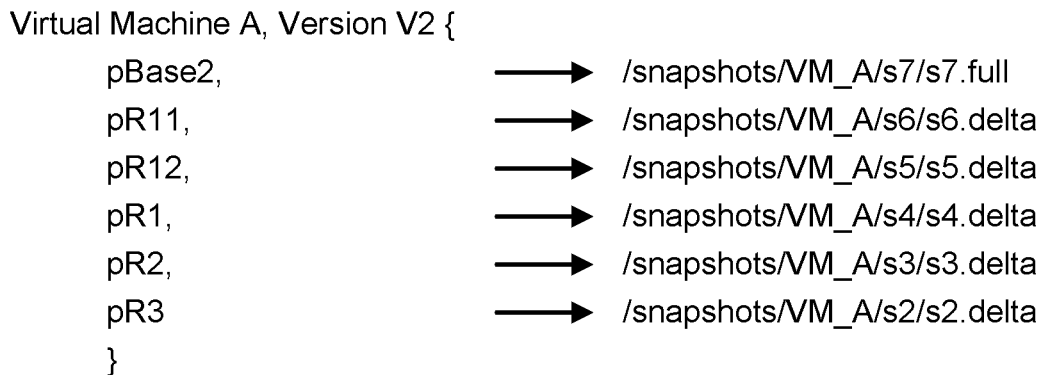 Virtual Machine A, Version V2 {
pBase2, /snapshots/VM_A/s7/s7.full
pR11, /snapshots/VM_A/s6/s6.delta
pR12, /snapshots/VM_A/s5/s5.delta
pR1, /snapshots/VM_A/s4/s4.delta
pR2, /snapshots/VM_A/s3/s3.delta
pR3 /snapshots/VM_A/s2/s2.delta
}